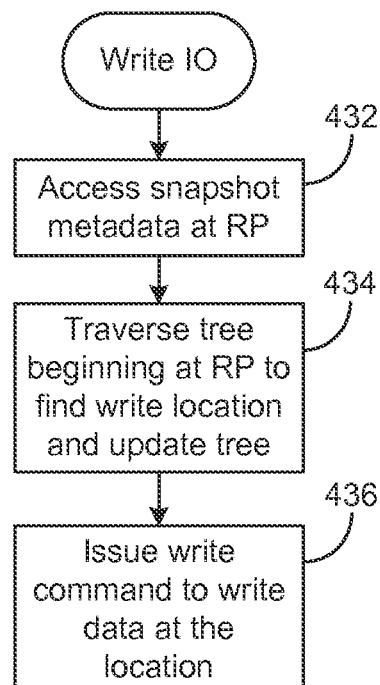 Write IO
432
Access snapshot
metadata at RP
434
Traverse tree
beginning at RP to
find write location
and update tree
436
Issue write
command to write
data at the
location